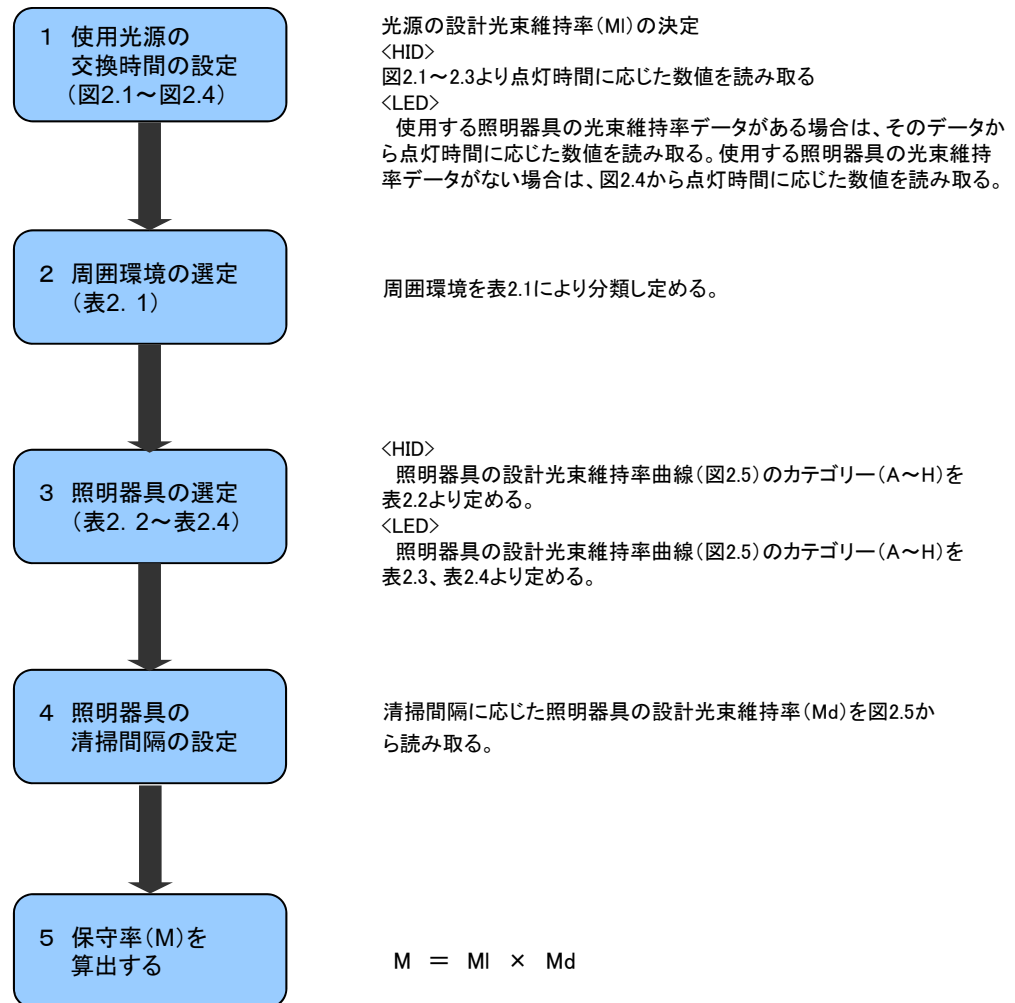 1 使用光源の
交換時間の設定
（図2.1～図2.4）
光源の設計光束維持率（Ml）の決定
<HID>
図2.1～2.3より点灯時間に応じた数値を読み取る
<LED>
使用する照明器具の光束維持率データがある場合は、そのデータか
ら点灯時間に応じた数値を読み取る。使用する照明器具の光束維持
率データがない場合は、図2.4から点灯時間に応じた数値を読み取る。
2 周囲環境の選定
（表2．1）
周囲環境を表2.1により分類し定める。
3 照明器具の選定
（表2．2～表2.4）
<HID>
照明器具の設計光束維持率曲線（図2.5）のカテゴリー（A～H）を
表2.2より定める。
<LED>
照明器具の設計光束維持率曲線（図2.5）のカテゴリー（A～H）を
表2.3、表2.4より定める。
4 照明器具の
清掃間隔の設定
清掃間隔に応じた照明器具の設計光束維持率（Md）を図2.5か
ら読み取る。
5 保守率（M）を
算出する
M ＝ Ml × Md